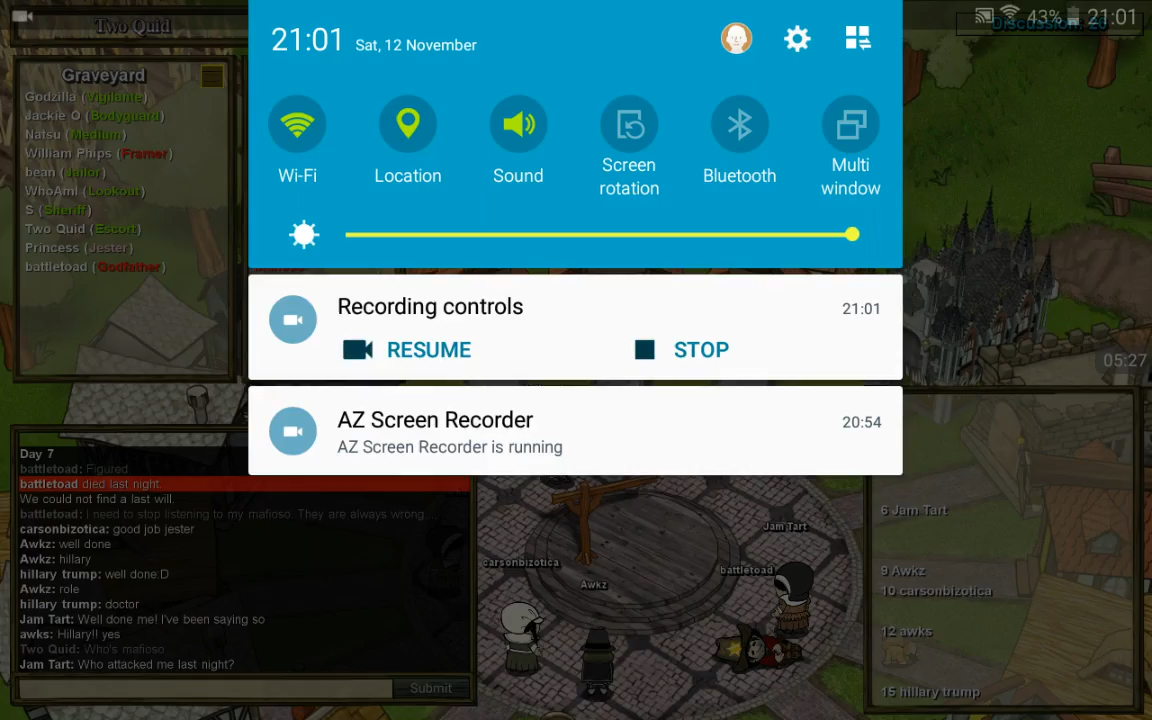 Two Quid
43%
21:01
Discussion: 26
21:01 Sat, 12 November
Wi-Fi
Location
Sound
Screen
rotation
Bluetooth
Multi
window
Graveyard
Godzilla (Vigilante)
Jackie O (Bodyguard)
Natsu (Medium)
William Phips (Framer)
bean (Jailor)
WhoAmI (Lookout)
S (Sheriff)
Two Quid (Escort)
Princess (Jester)
battletoad (Godfather)
Recording controls
21:01
RESUME
STOP
05:27
AZ Screen Recorder
20:54
AZ Screen Recorder is running
Day 7
battletoad: Figured
battletoad died last night.
We could not find a last will.
battletoad: I need to stop listening to my mafioso. They are always wrong....
carsonbizotica: good job jester
Awkz: well done
Awkz: hillary
hillary trump: well done:D
Awkz: role
hillary trump: doctor
Jam Tart: Well done me! I've been saying so
awks: Hillary!! yes
Two Quid: Who's mafioso
Jam Tart: Who attacked me last night?
Submit
Jam Tart
carsonbizotica
Awkz
battletoad
6 Jam Tart
9 Awkz
10 carsonbizotica
12 awks
15 hillary trump